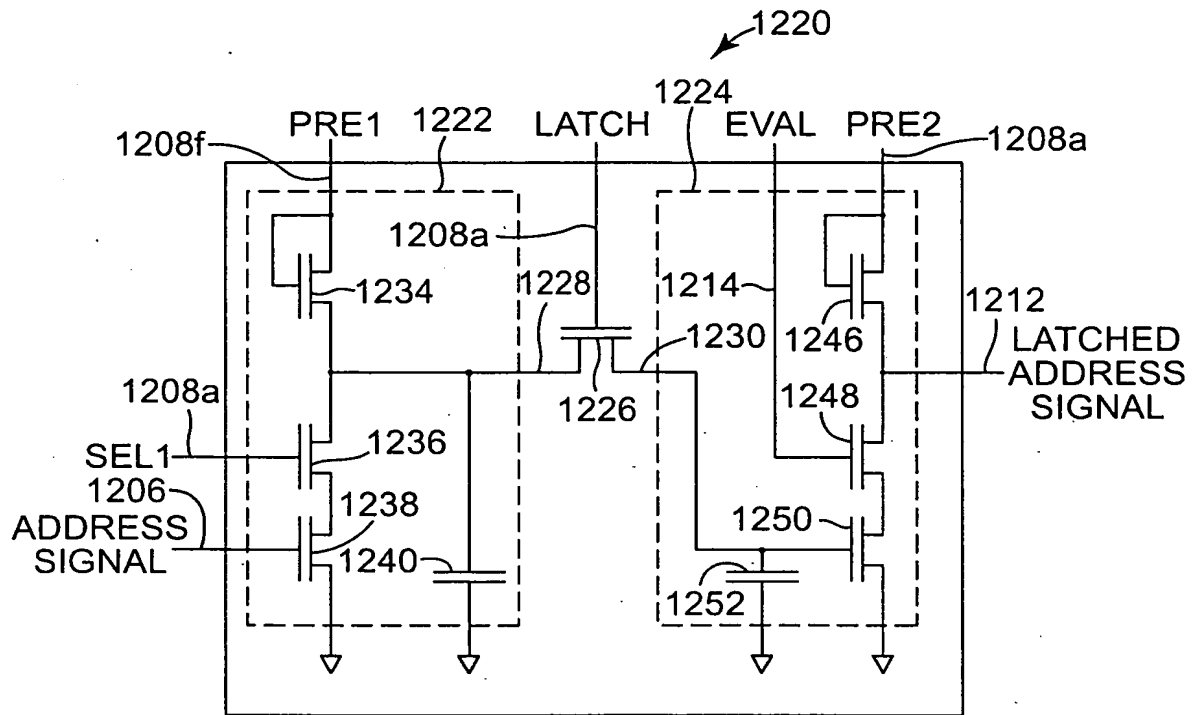 1220
1224
PRE1
1222
LATCH
EVAL
PRE2
1208f
1208a
1208a
1234
1228
1214
1246
1212
1230
LATCHED
ADDRESS
SIGNAL
1226
1208a
1248
SEL1
1236
1206
ADDRESS
SIGNAL
1238
1250
1240
1252